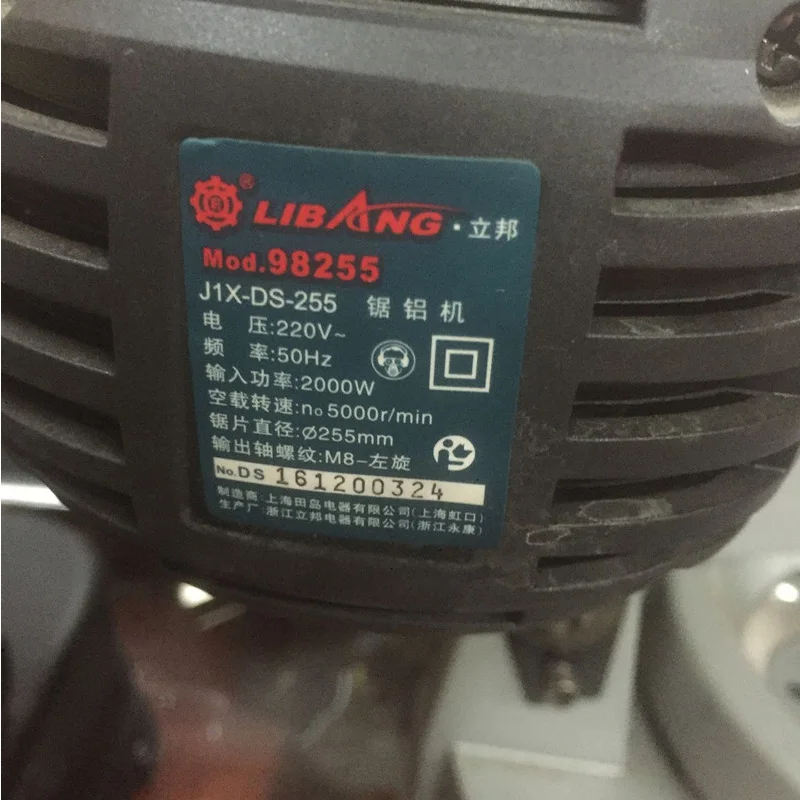 ® LIBANG·立邦
Mod.98255
J1X-DS-255 锯铝机
电 压:220V~
频 率:50Hz
输入功率:2000W
空载转速:n₀5000r/min
锯片直径:Ø255mm
输出轴螺纹:M8-左旋
No.DS 161200324
制造商:上海田岛电器有限公司(上海虹口)
生产厂:浙江立邦电器有限公司(浙江永康)